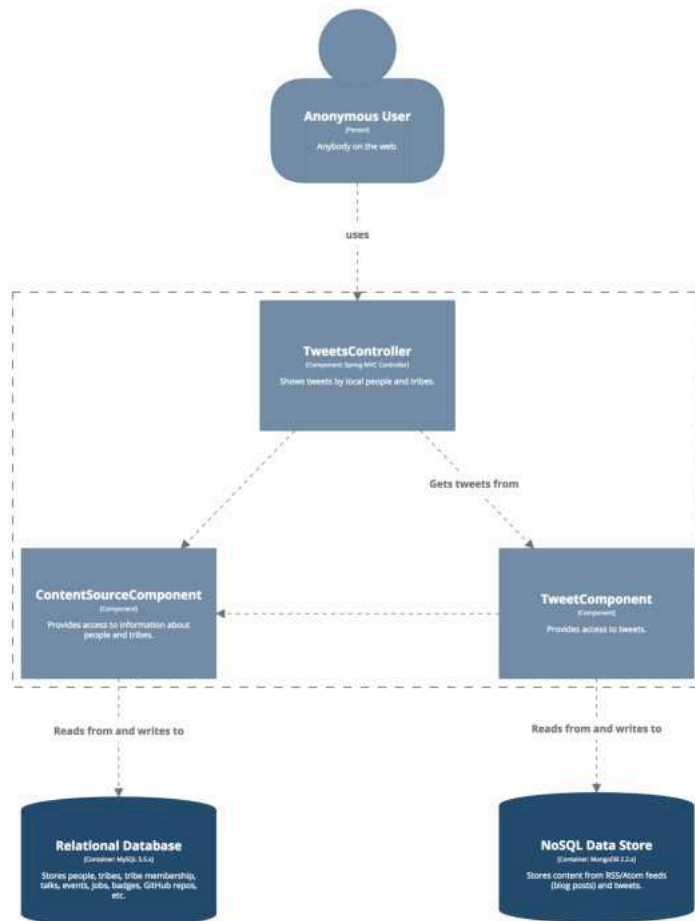 Anonymous User
[Person]
Anybody on the web.
uses
TweetsController
[Component: Spring MVC Controller]
Shows tweets by local people and tribes.
Gets tweets from
ContentSourceComponent
[Component]
Provides access to information about
people and tribes.
TweetComponent
[Component]
Provides access to tweets.
Reads from and writes to
Reads from and writes to
Relational Database
[Container: MySQL 5.5.x]
Stores people, tribes, tribe membership,
talks, events, jobs, badges, GitHub repos,
etc.
NoSQL Data Store
[Container: MongoDB 2.2.x]
Stores content from RSS/Atom feeds
(blog posts) and tweets.